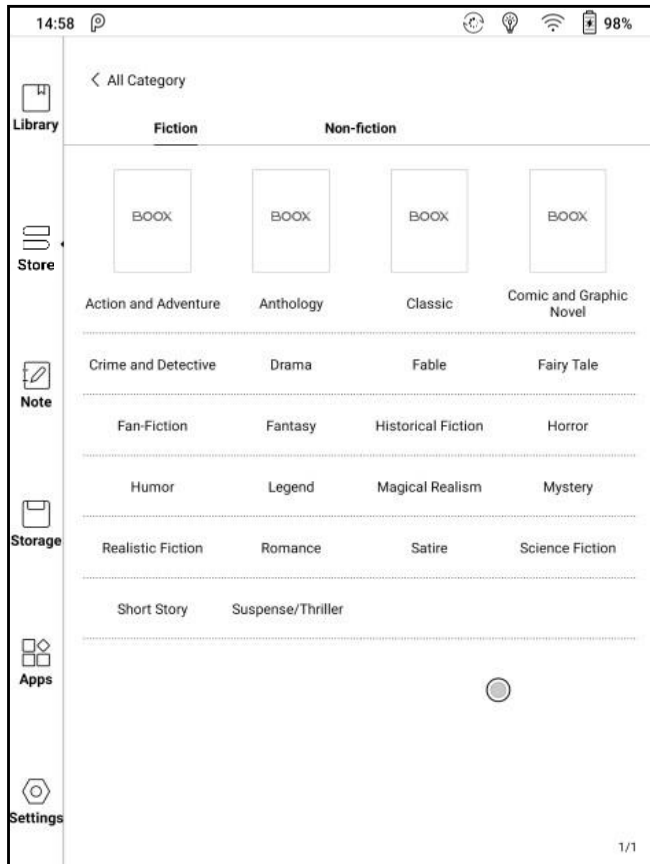 14:58 98%
All Category
Library
Fiction Non-fiction
BOOX BOOX BOOX BOOX
Store
Action and Adventure Anthology Classic Comic and Graphic
Novel
Crime and Detective Drama Fable Fairy Tale
Note
Fan-Fiction Fantasy Historical Fiction Horror
Humor Legend Magical Realism Mystery
Storage
Realistic Fiction Romance Satire Science Fiction
Short Story Suspense/Thriller
Apps
Settings
1/1